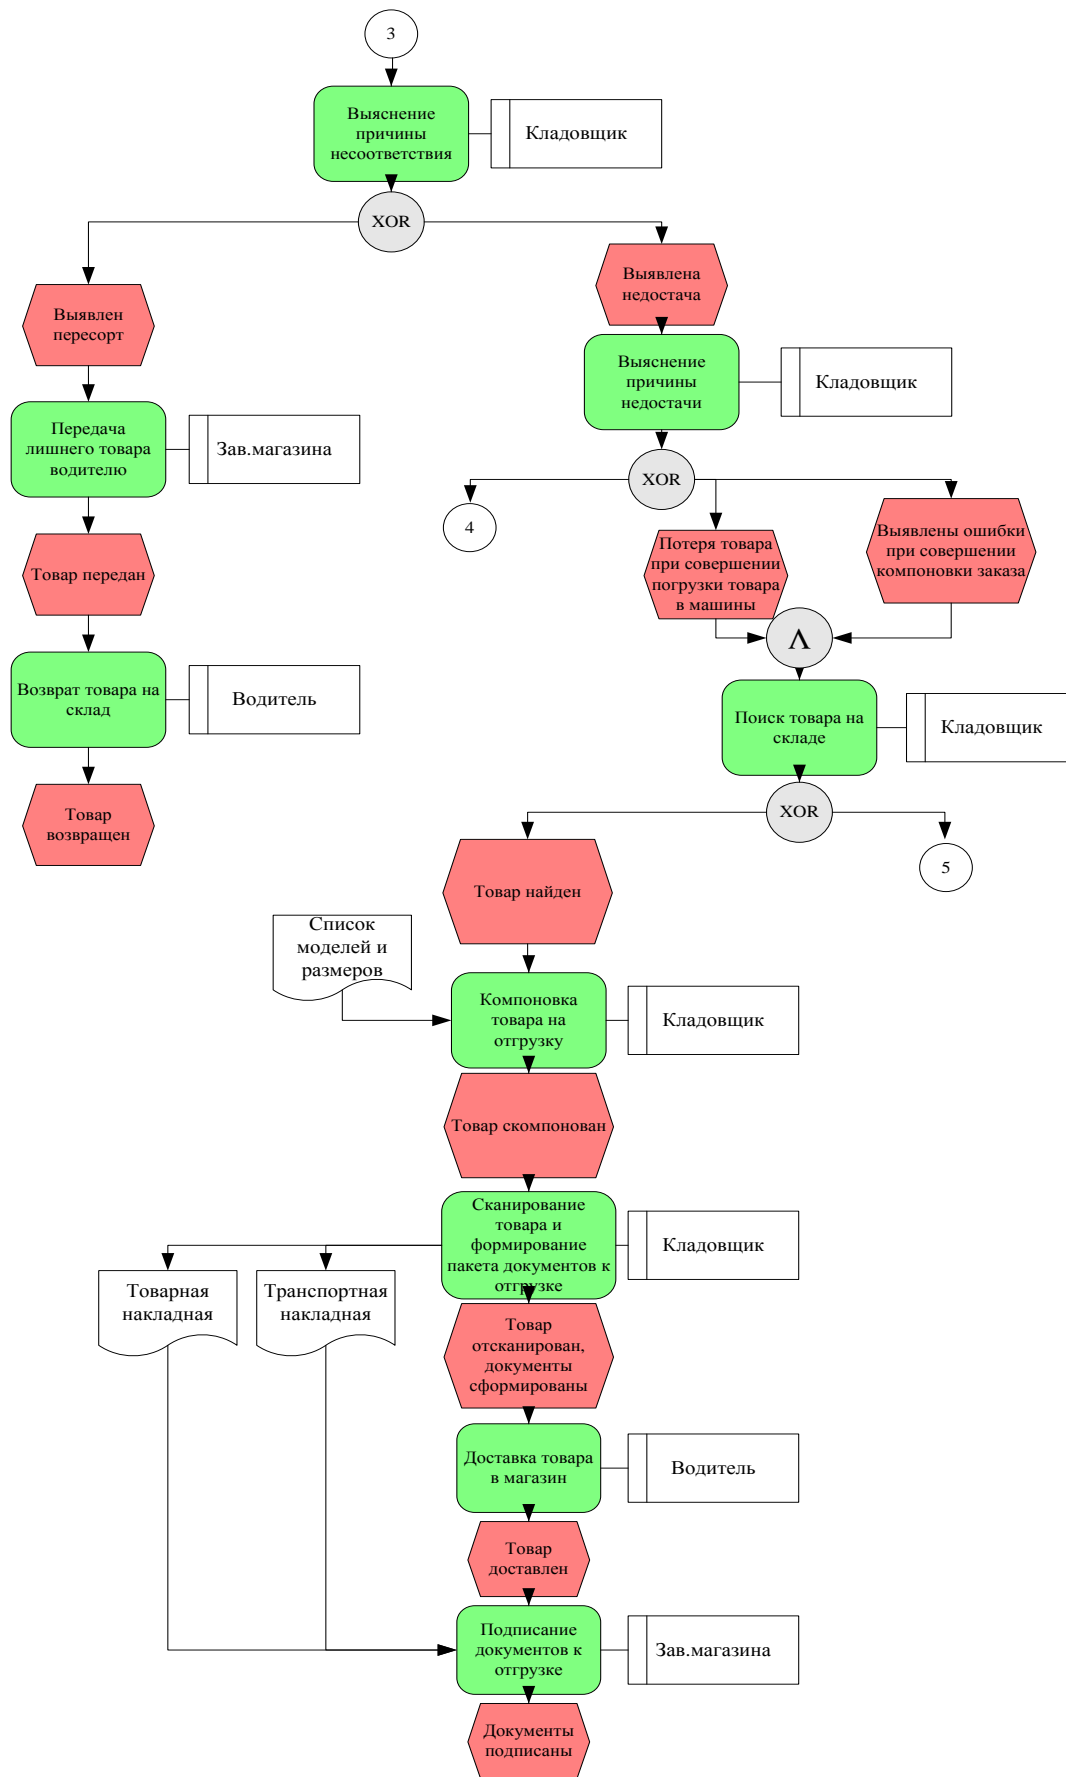 3
Выяснение
причины
несоответствия
Кладовщик
XOR
Выявлен
пересорт
Выявлена
недостача
Выяснение
причины
недостачи
Кладовщик
Передача
лишнего товара
водителю
Зав.магазина
XOR
4
Потеря товара
при совершении
погрузки товара
в машины
Выявлены ошибки
при совершении
компоновки заказа
Товар передан
Λ
Возврат товара на
склад
Водитель
Поиск товара на
складе
Кладовщик
Товар
возвращен
XOR
5
Товар найден
Список
моделей и
размеров
Компоновка
товара на
отгрузку
Кладовщик
Товар скомпонован
Сканирование
товара и
формирование
пакета документов к
отгрузке
Кладовщик
Товарная
накладная
Транспортная
накладная
Товар
отсканирован,
документы
сформированы
Доставка товара
в магазин
Водитель
Товар
доставлен
Подписание
документов к
отгрузке
Зав.магазина
Документы
подписаны